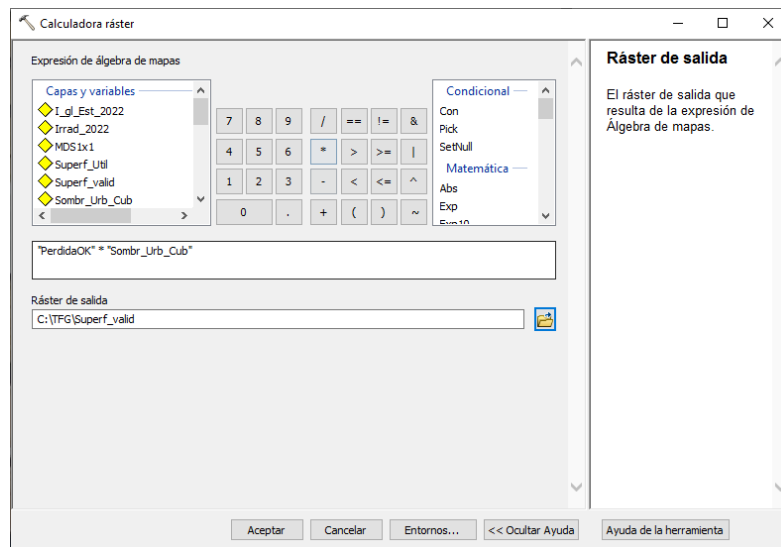 Calculadora ráster
Expresión de álgebra de mapas
Capas y variables
I_gl_Est_2022
Irrad_2022
MDS1x1
Superf_Util
Superf_valid
Sombr_Urb_Cub
7 8 9 / == != &
4 5 6 * > >= |
1 2 3 - < <= ^
0 . + ( ) ~
Condicional
Con
Pick
SetNull
Matemática
Abs
Exp
Exp10
"PerdidaOK" * "Sombr_Urb_Cub"
Ráster de salida
C:\TFG\Superf_valid
Aceptar
Cancelar
Entornos...
<< Ocultar Ayuda
Ráster de salida
El ráster de salida que
resulta de la expresión de
Álgebra de mapas.
Ayuda de la herramienta